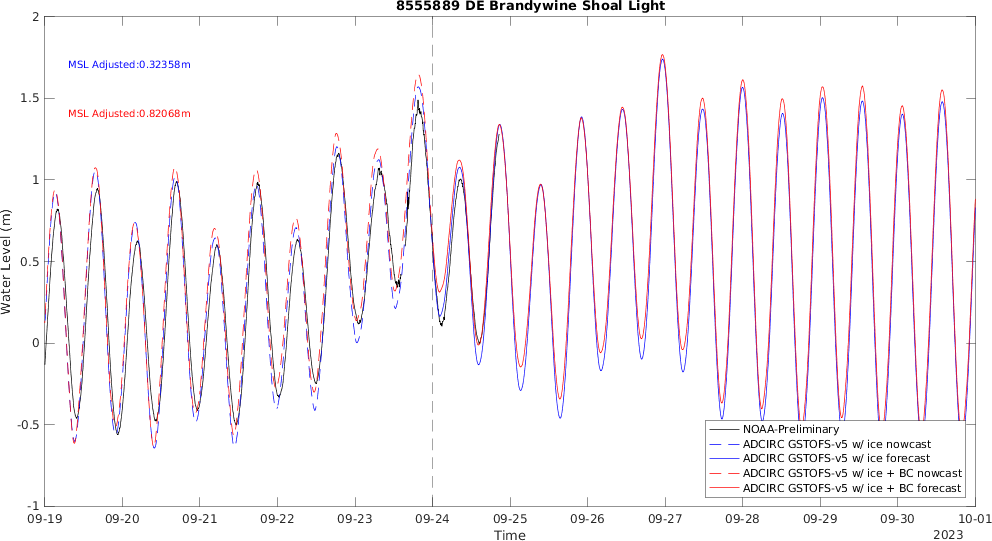 8555889 DE Brandywine Shoal Light
2
MSL Adjusted:0.32358m
1.5
MSL Adjusted:0.82068m
1
Water Level (m)
0.5
0
-0.5
NOAA-Preliminary
ADCIRC GSTOFS-v5 w/ ice nowcast
ADCIRC GSTOFS-v5 w/ ice forecast
ADCIRC GSTOFS-v5 w/ ice + BC nowcast
ADCIRC GSTOFS-v5 w/ ice + BC forecast
-1
09-19 09-20 09-21 09-22 09-23 09-24 09-25 09-26 09-27 09-28 09-29 09-30 10-01
Time
2023